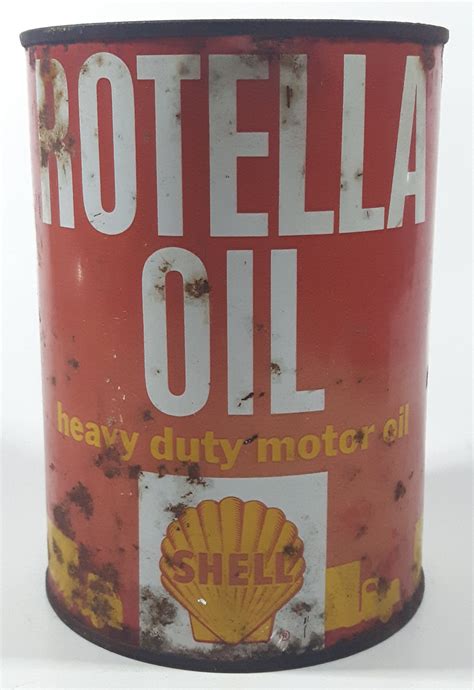 ROTELLA
OIL
heavy duty motor oil
SHELL
®